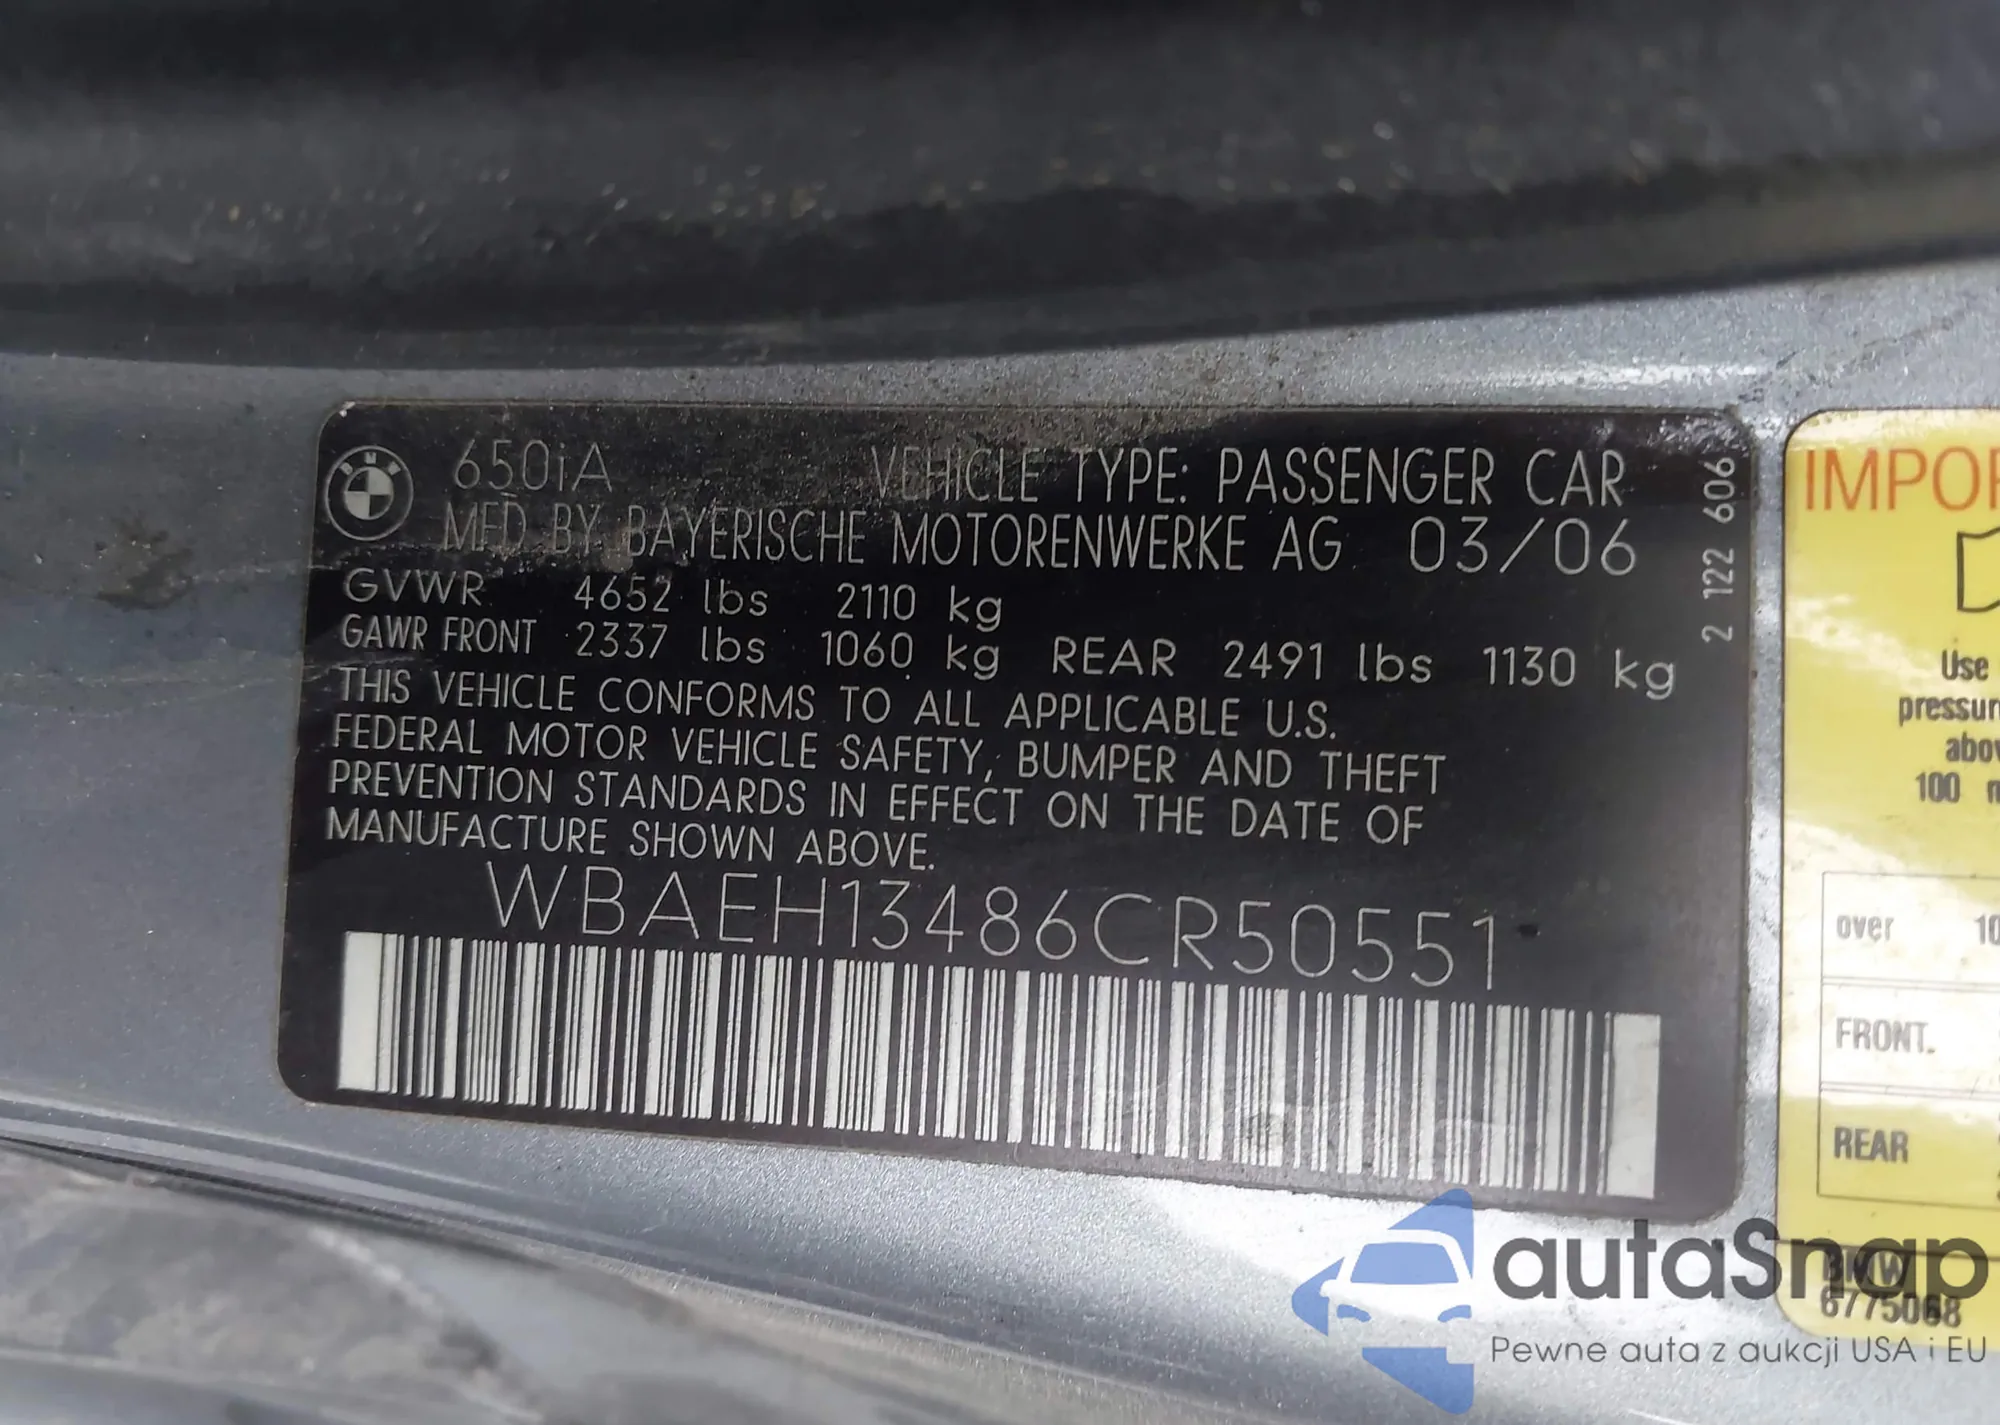 BMW
650iA VEHICLE TYPE: PASSENGER CAR
MFD BY BAYERISCHE MOTORENWERKE AG 03/06
GVWR 4652 lbs 2110 kg
GAWR FRONT 2337 lbs 1060 kg REAR 2491 lbs 1130 kg
THIS VEHICLE CONFORMS TO ALL APPLICABLE U.S.
FEDERAL MOTOR VEHICLE SAFETY, BUMPER AND THEFT
PREVENTION STANDARDS IN EFFECT ON THE DATE OF
MANUFACTURE SHOWN ABOVE.
WBAEH13486CR50551
2 122 606
IMPOR
Use
pressur
abov
100
over 10
FRONT.
REAR
BMW
6775068
autaSnap
Pewne auta z aukcji USA i EU